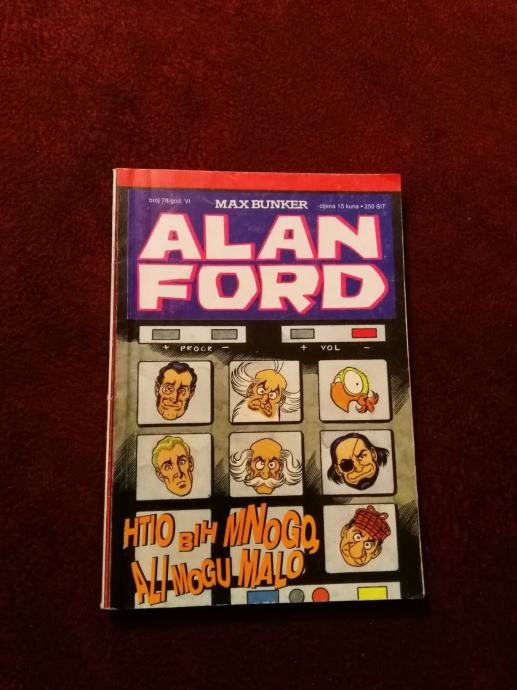 broj 78/god. VI
MAX BUNKER
cijena 15 kuna • 250 SIT
ALAN
FORD
+ PROGR -
+ VOL -
HTIO BIH MNOGO,
ALI MOGU MALO